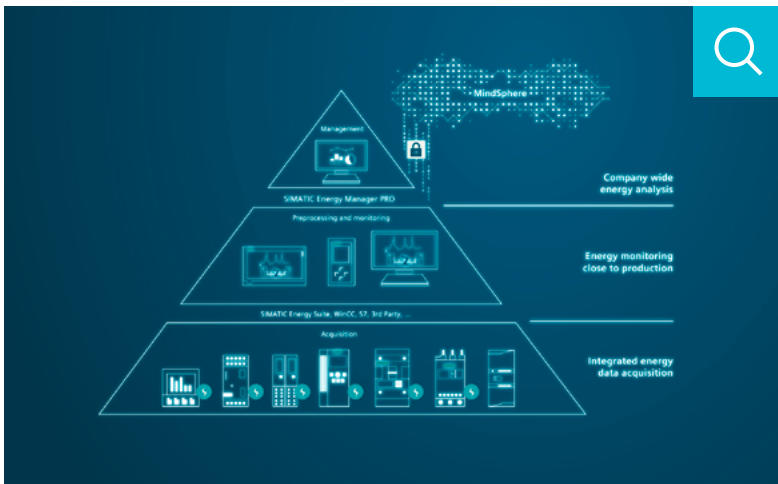 MindSphere
Management
Company wide
energy analysis
SIMATIC Energy Manager PRO
Preprocessing and monitoring
Energy monitoring
close to production
SIMATIC Energy Suite, WinCC, S7, 3rd Party, ...
Acquisition
Integrated energy
data acquisition